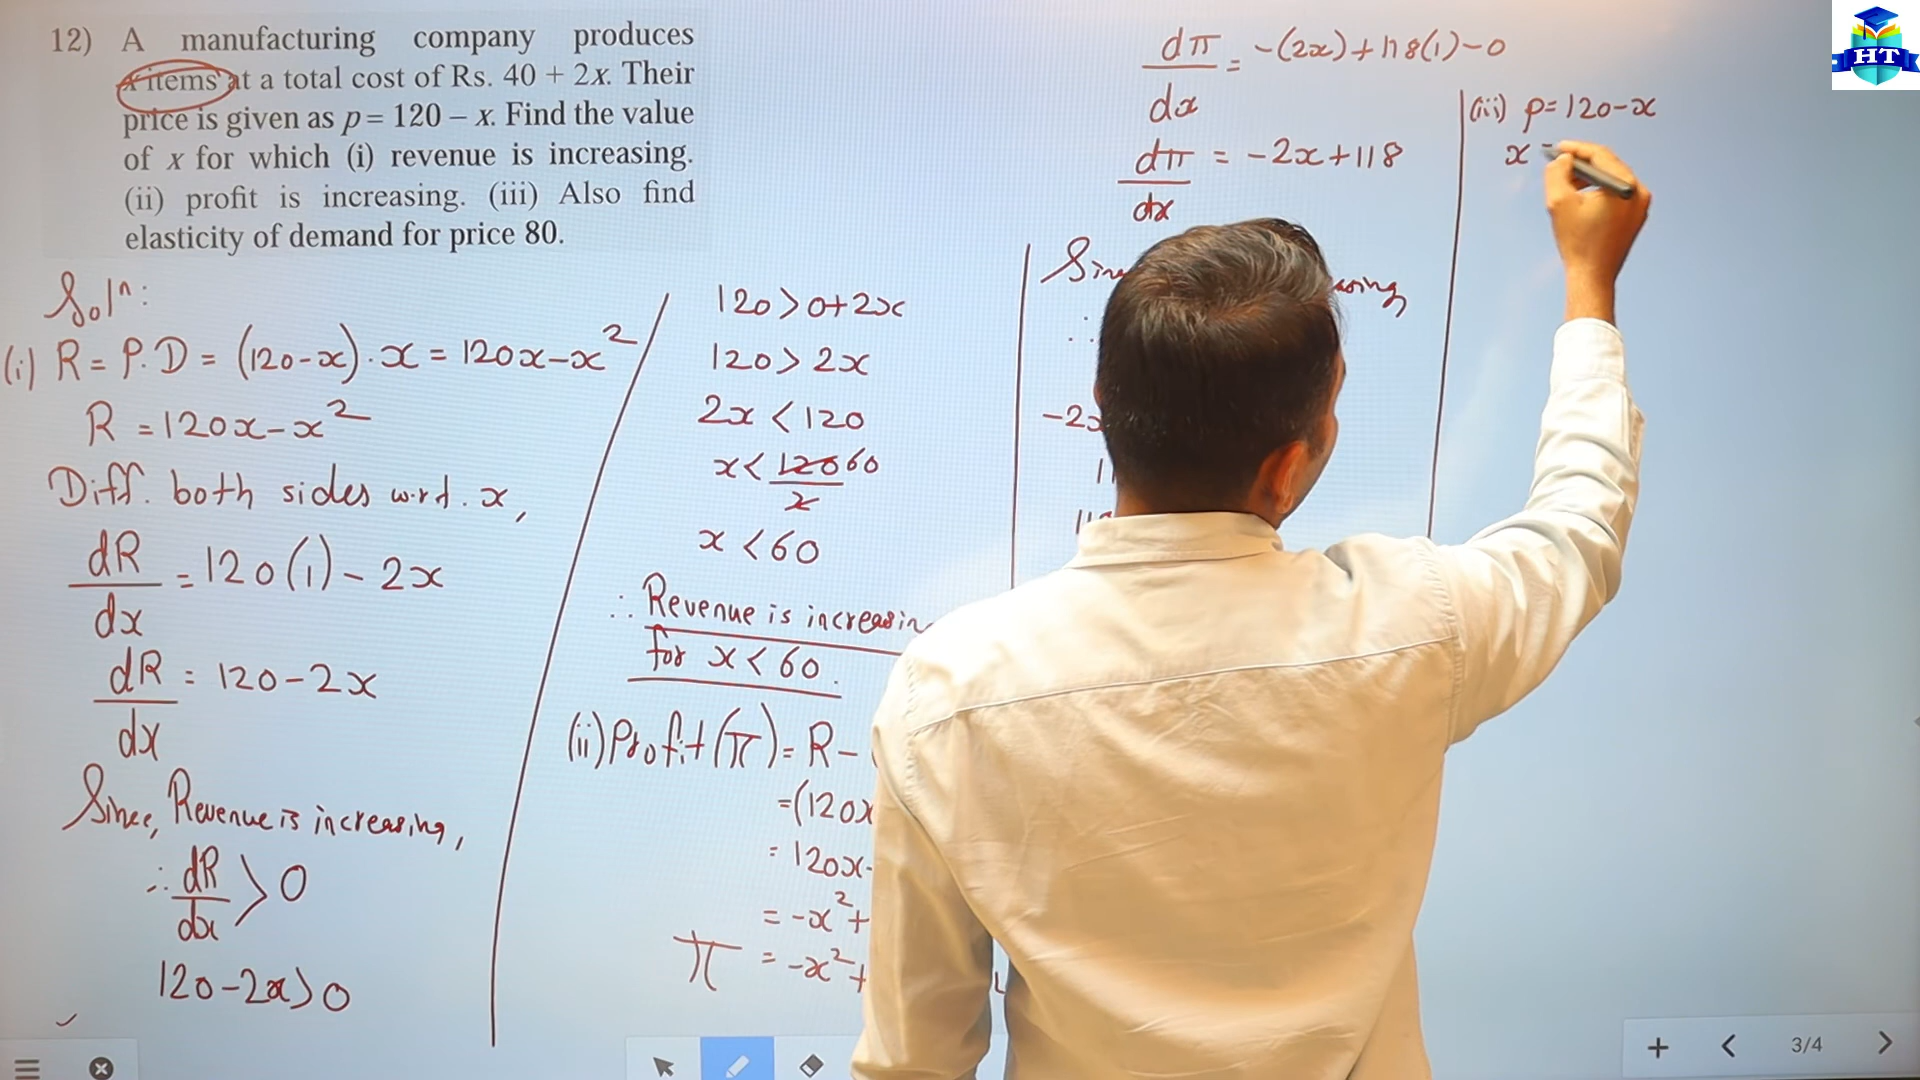 12) A manufacturing company produces
x items at a total cost of Rs. 40 + 2x. Their
price is given as p = 120 – x. Find the value
of x for which (i) revenue is increasing.
(ii) profit is increasing. (iii) Also find
elasticity of demand for price 80.
Solⁿ:
(i) R = P.D = (120-x).x = 120x-x²
R = 120x-x²
Diff. both sides w.r.t. x,
dR
dx
= 120(1) - 2x
dR
dx
= 120-2x
Since, Revenue is increasing,
∴ dR
dx
> 0
120-2x>0
120>0+2x
120>2x
2x<120
x<120 60
2
x<60
∴ Revenue is increasin
for x<60.
(ii) Profit (π) = R-
=(120x
= 120x-
= -x²+
π = -x²+
dπ
dx
= -(2x)+118(1)-0
dπ
dx
= -2x+118
-2x
(iii) p=120-x
x =
HT
3/4